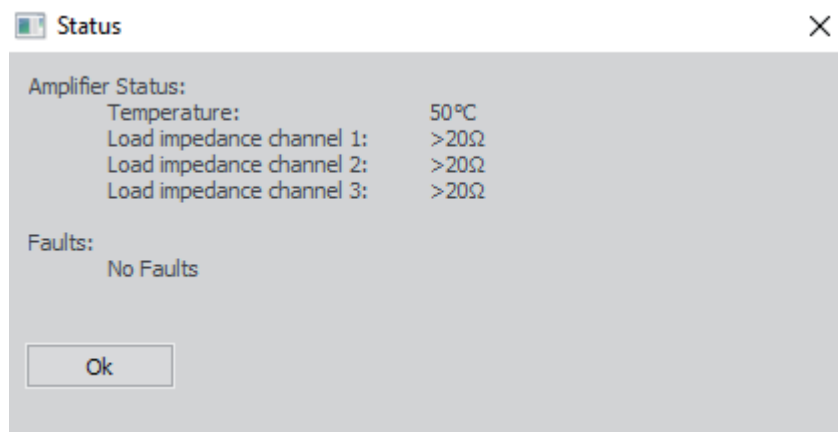 Status
Amplifier Status:
Temperature: 50°C
Load impedance channel 1: >20Ω
Load impedance channel 2: >20Ω
Load impedance channel 3: >20Ω
Faults:
No Faults
Ok